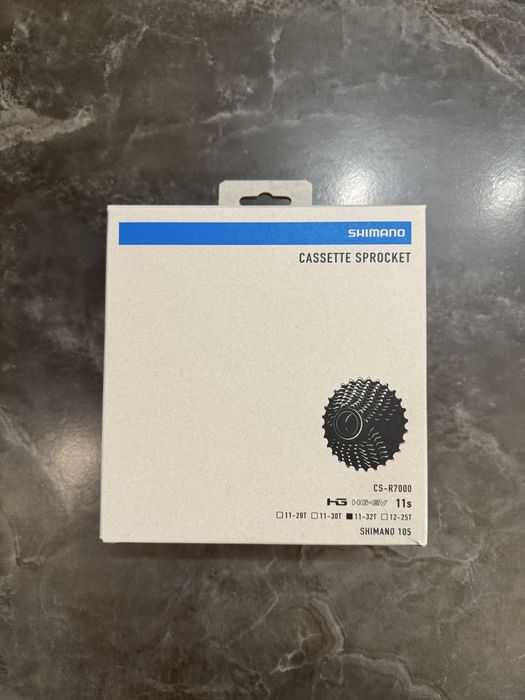 SHIMANO
CASSETTE SPROCKET
CS-R7000
HG HG-EV 11s
☐ 11-28T ☐ 11-30T ■ 11-32T ☐ 12-25T
SHIMANO 105